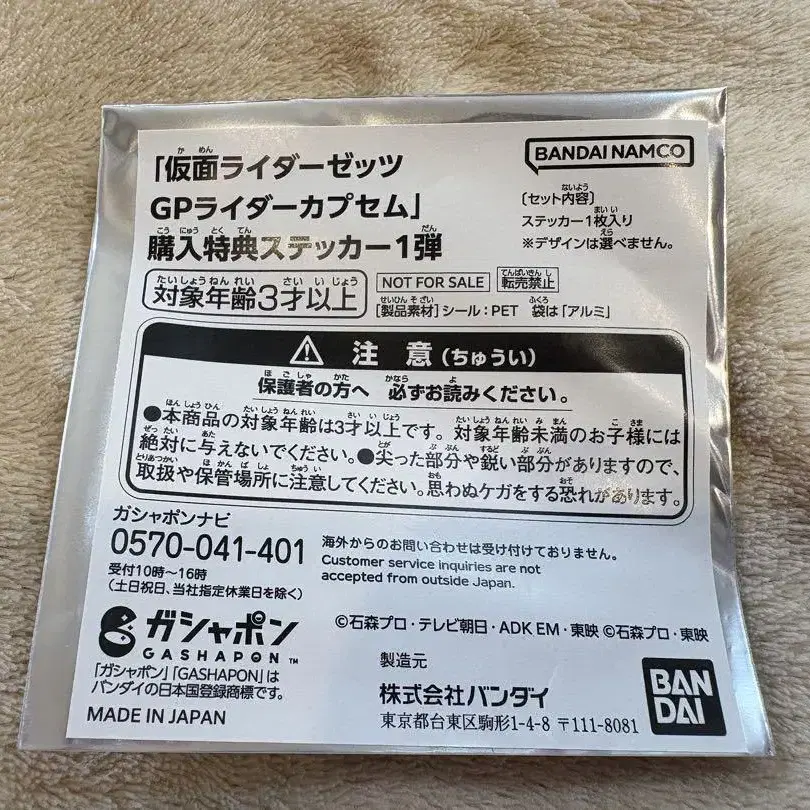 「仮面ライダーゼッツ
GPライダーカプセム」
購入特典ステッカー1弾
BANDAI NAMCO
〔セット内容〕
ステッカー1枚入り
※デザインは選べません。
対象年齢3才以上
NOT FOR SALE
転売禁止
［製品素材］シール：PET 袋は「アルミ」
注意（ちゅうい）
保護者の方へ 必ずお読みください。
●本商品の対象年齢は3才以上です。対象年齢未満のお子様には
絶対に与えないでください。●尖った部分や鋭い部分がありますので、
取扱や保管場所に注意してください。思わぬケガをする恐れがあります。
ガシャポンナビ
0570-041-401
受付10時～16時
（土日祝日、当社指定休業日を除く）
海外からのお問い合わせは受け付けておりません。
Customer service inquiries are not
accepted from outside Japan.
ガシャポン
GASHAPON™
「ガシャポン」「GASHAPON」は
バンダイの日本国登録商標です。
MADE IN JAPAN
©石森プロ・テレビ朝日・ADK EM・東映 ©石森プロ・東映
製造元
株式会社バンダイ
東京都台東区駒形1-4-8 〒111-8081
BAN
DAI